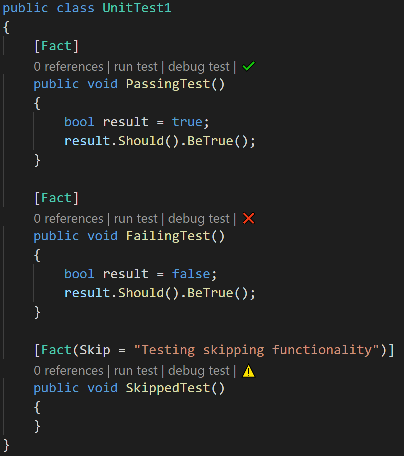 public class UnitTest1
{
[Fact]
0 references | run test | debug test | ✓
public void PassingTest()
{
bool result = true;
result.Should().BeTrue();
}
[Fact]
0 references | run test | debug test | ✕
public void FailingTest()
{
bool result = false;
result.Should().BeTrue();
}
[Fact(Skip = "Testing skipping functionality")]
0 references | run test | debug test | ⚠
public void SkippedTest()
{
}
}